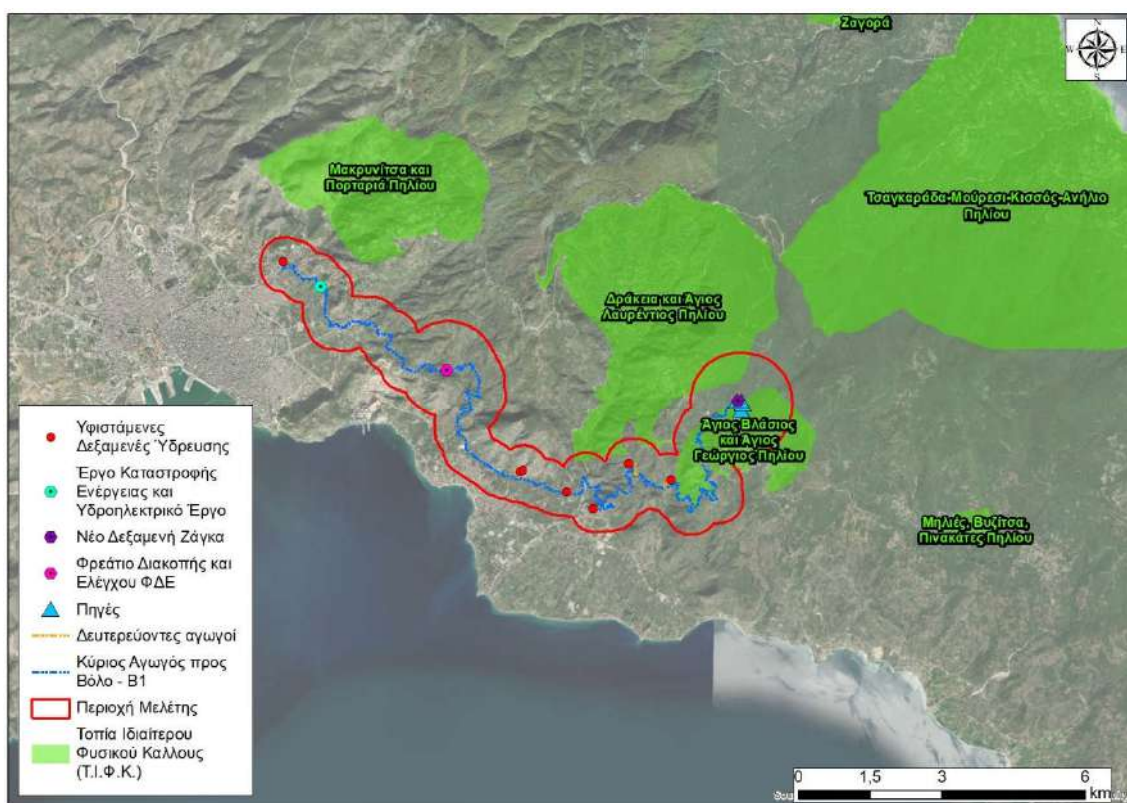 Ζαγορά
N
W
E
S
Μακρυνίτσα και
Πορταριά Πηλίου
Τσαγκαράδα-Μούρεσι-Κισσός-Ανήλιο
Πηλίου
Δράκεια και Άγιος
Λαυρέντιος Πηλίου
Άγιος Βλάσιος
και Άγιος
Γεώργιος Πηλίου
Μηλιές, Βυζίτσα,
Πινακάτες Πηλίου
Υφιστάμενες
Δεξαμενές Ύδρευσης
Έργο Καταστροφής
Ενέργειας και
Υδροηλεκτρικό Έργο
Νέο Δεξαμενή Ζάγκα
Φρεάτιο Διακοπής και
Ελέγχου ΦΔΕ
Πηγές
Δευτερεύοντες αγωγοί
Κύριος Αγωγός προς
Βόλο - Β1
Περιοχή Μελέτης
Τοπία Ιδιαίτερου
Φυσικού Καλλους
(Τ.Ι.Φ.Κ.)
0 1,5 3 6
km